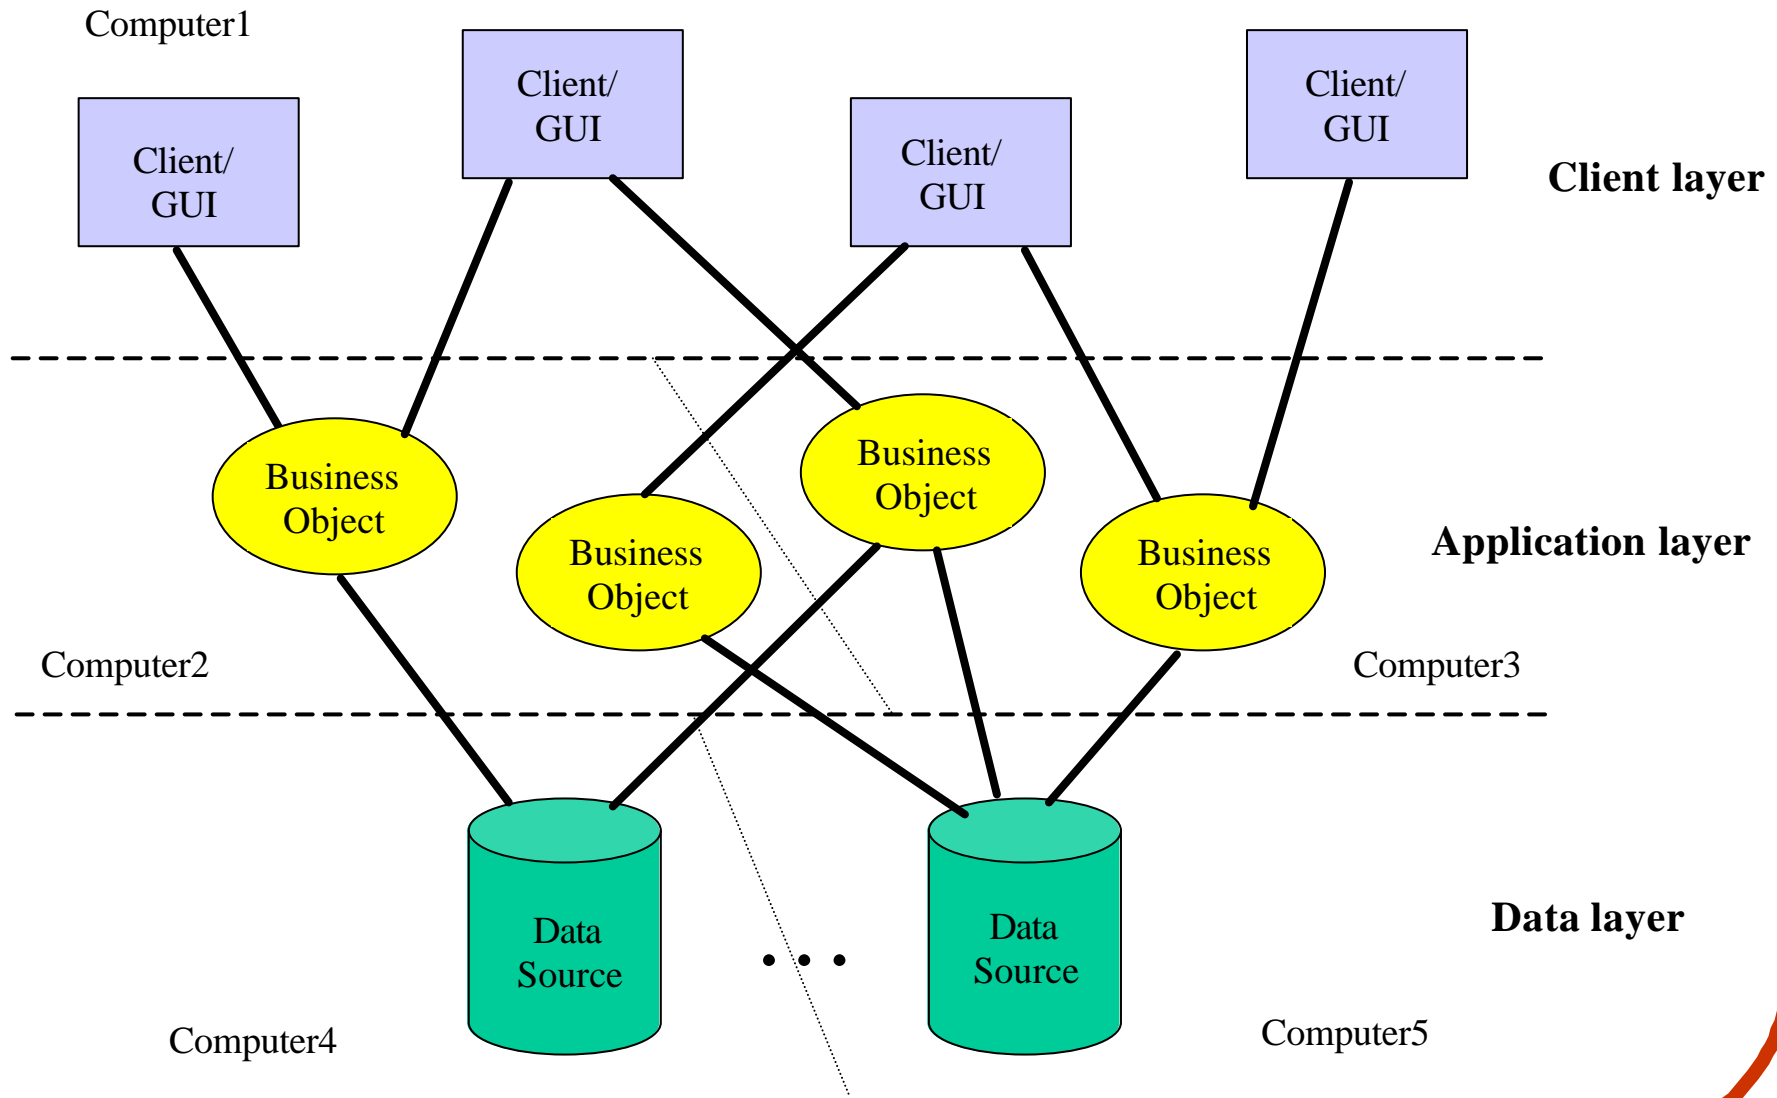 Computer1
Client/
GUI
Client/
GUI
Client/
GUI
Client/
GUI
Client layer
Business
Object
Business
Object
Business
Object
Business
Object
Application layer
Computer2
Computer3
Data
Source
. . .
Data
Source
Data layer
Computer4
Computer5